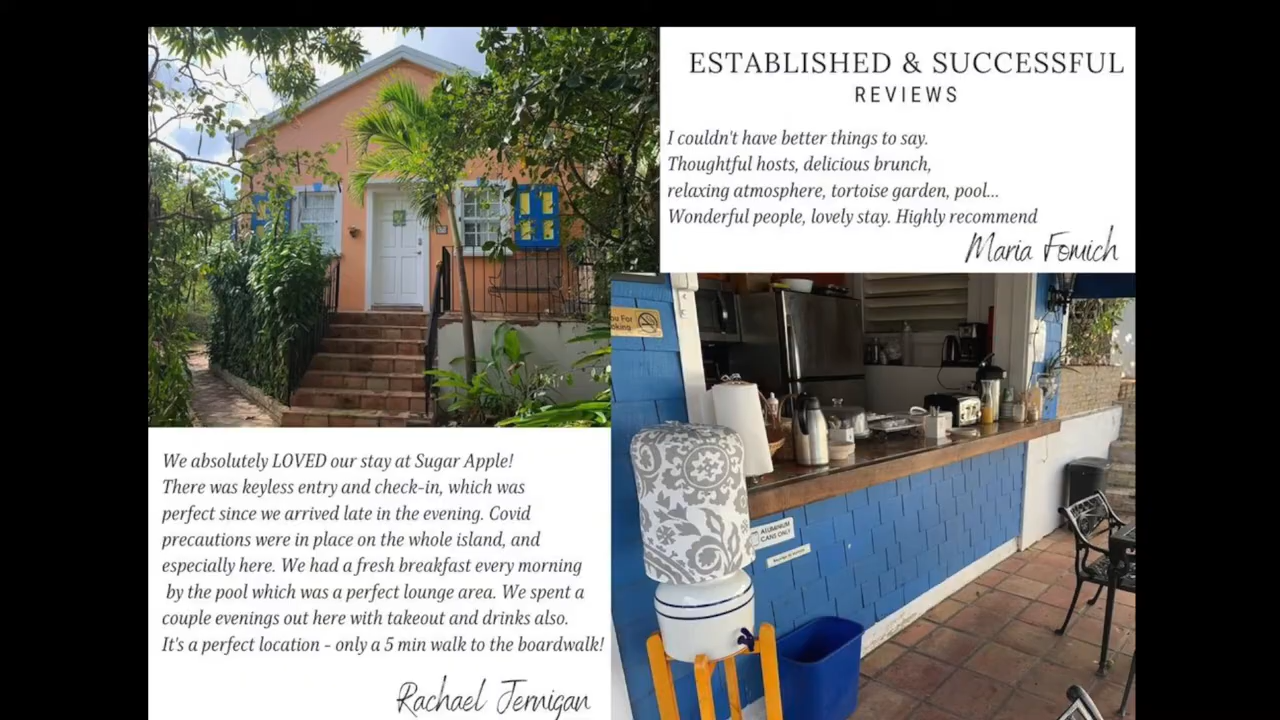 ESTABLISHED & SUCCESSFUL
REVIEWS
I couldn't have better things to say.
Thoughtful hosts, delicious brunch,
relaxing atmosphere, tortoise garden, pool...
Wonderful people, lovely stay. Highly recommend
Maria Fomich
ou For
oking
ALUMINUM
CANS ONLY
We absolutely LOVED our stay at Sugar Apple!
There was keyless entry and check-in, which was
perfect since we arrived late in the evening. Covid
precautions were in place on the whole island, and
especially here. We had a fresh breakfast every morning
by the pool which was a perfect lounge area. We spent a
couple evenings out here with takeout and drinks also.
It's a perfect location - only a 5 min walk to the boardwalk!
Rachael Jernigan